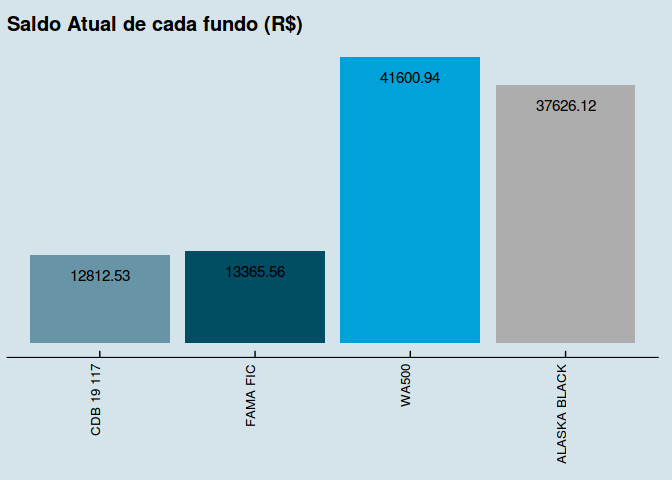 Saldo Atual de cada fundo (R$)
41600.94
37626.12
12812.53
13365.56
CDB 19 117
FAMA FIC
WA500
ALASKA BLACK